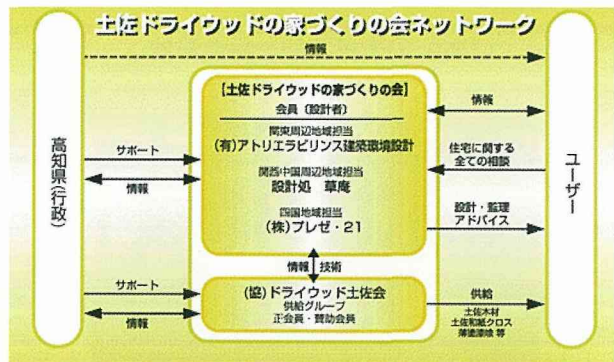 土佐ドライウッドの家づくりの会ネットワーク
情報
高知県(行政)
サポート
情報
サポート
情報
【土佐ドライウッドの家づくりの会】
会員〔設計者〕
関東周辺地域担当
(有)アトリエラビリンス建築環境設計
関西・中国周辺地域担当
設計処 草庵
四国地域担当
(株)プレゼ・21
情報 技術
(協)ドライウッド土佐会
供給グループ
正会員・賛助会員
情報
住宅に関する
全ての相談
設計・監理
アドバイス
供給
土佐木材
土佐和紙クロス
薄塗漆喰 等
ユーザー